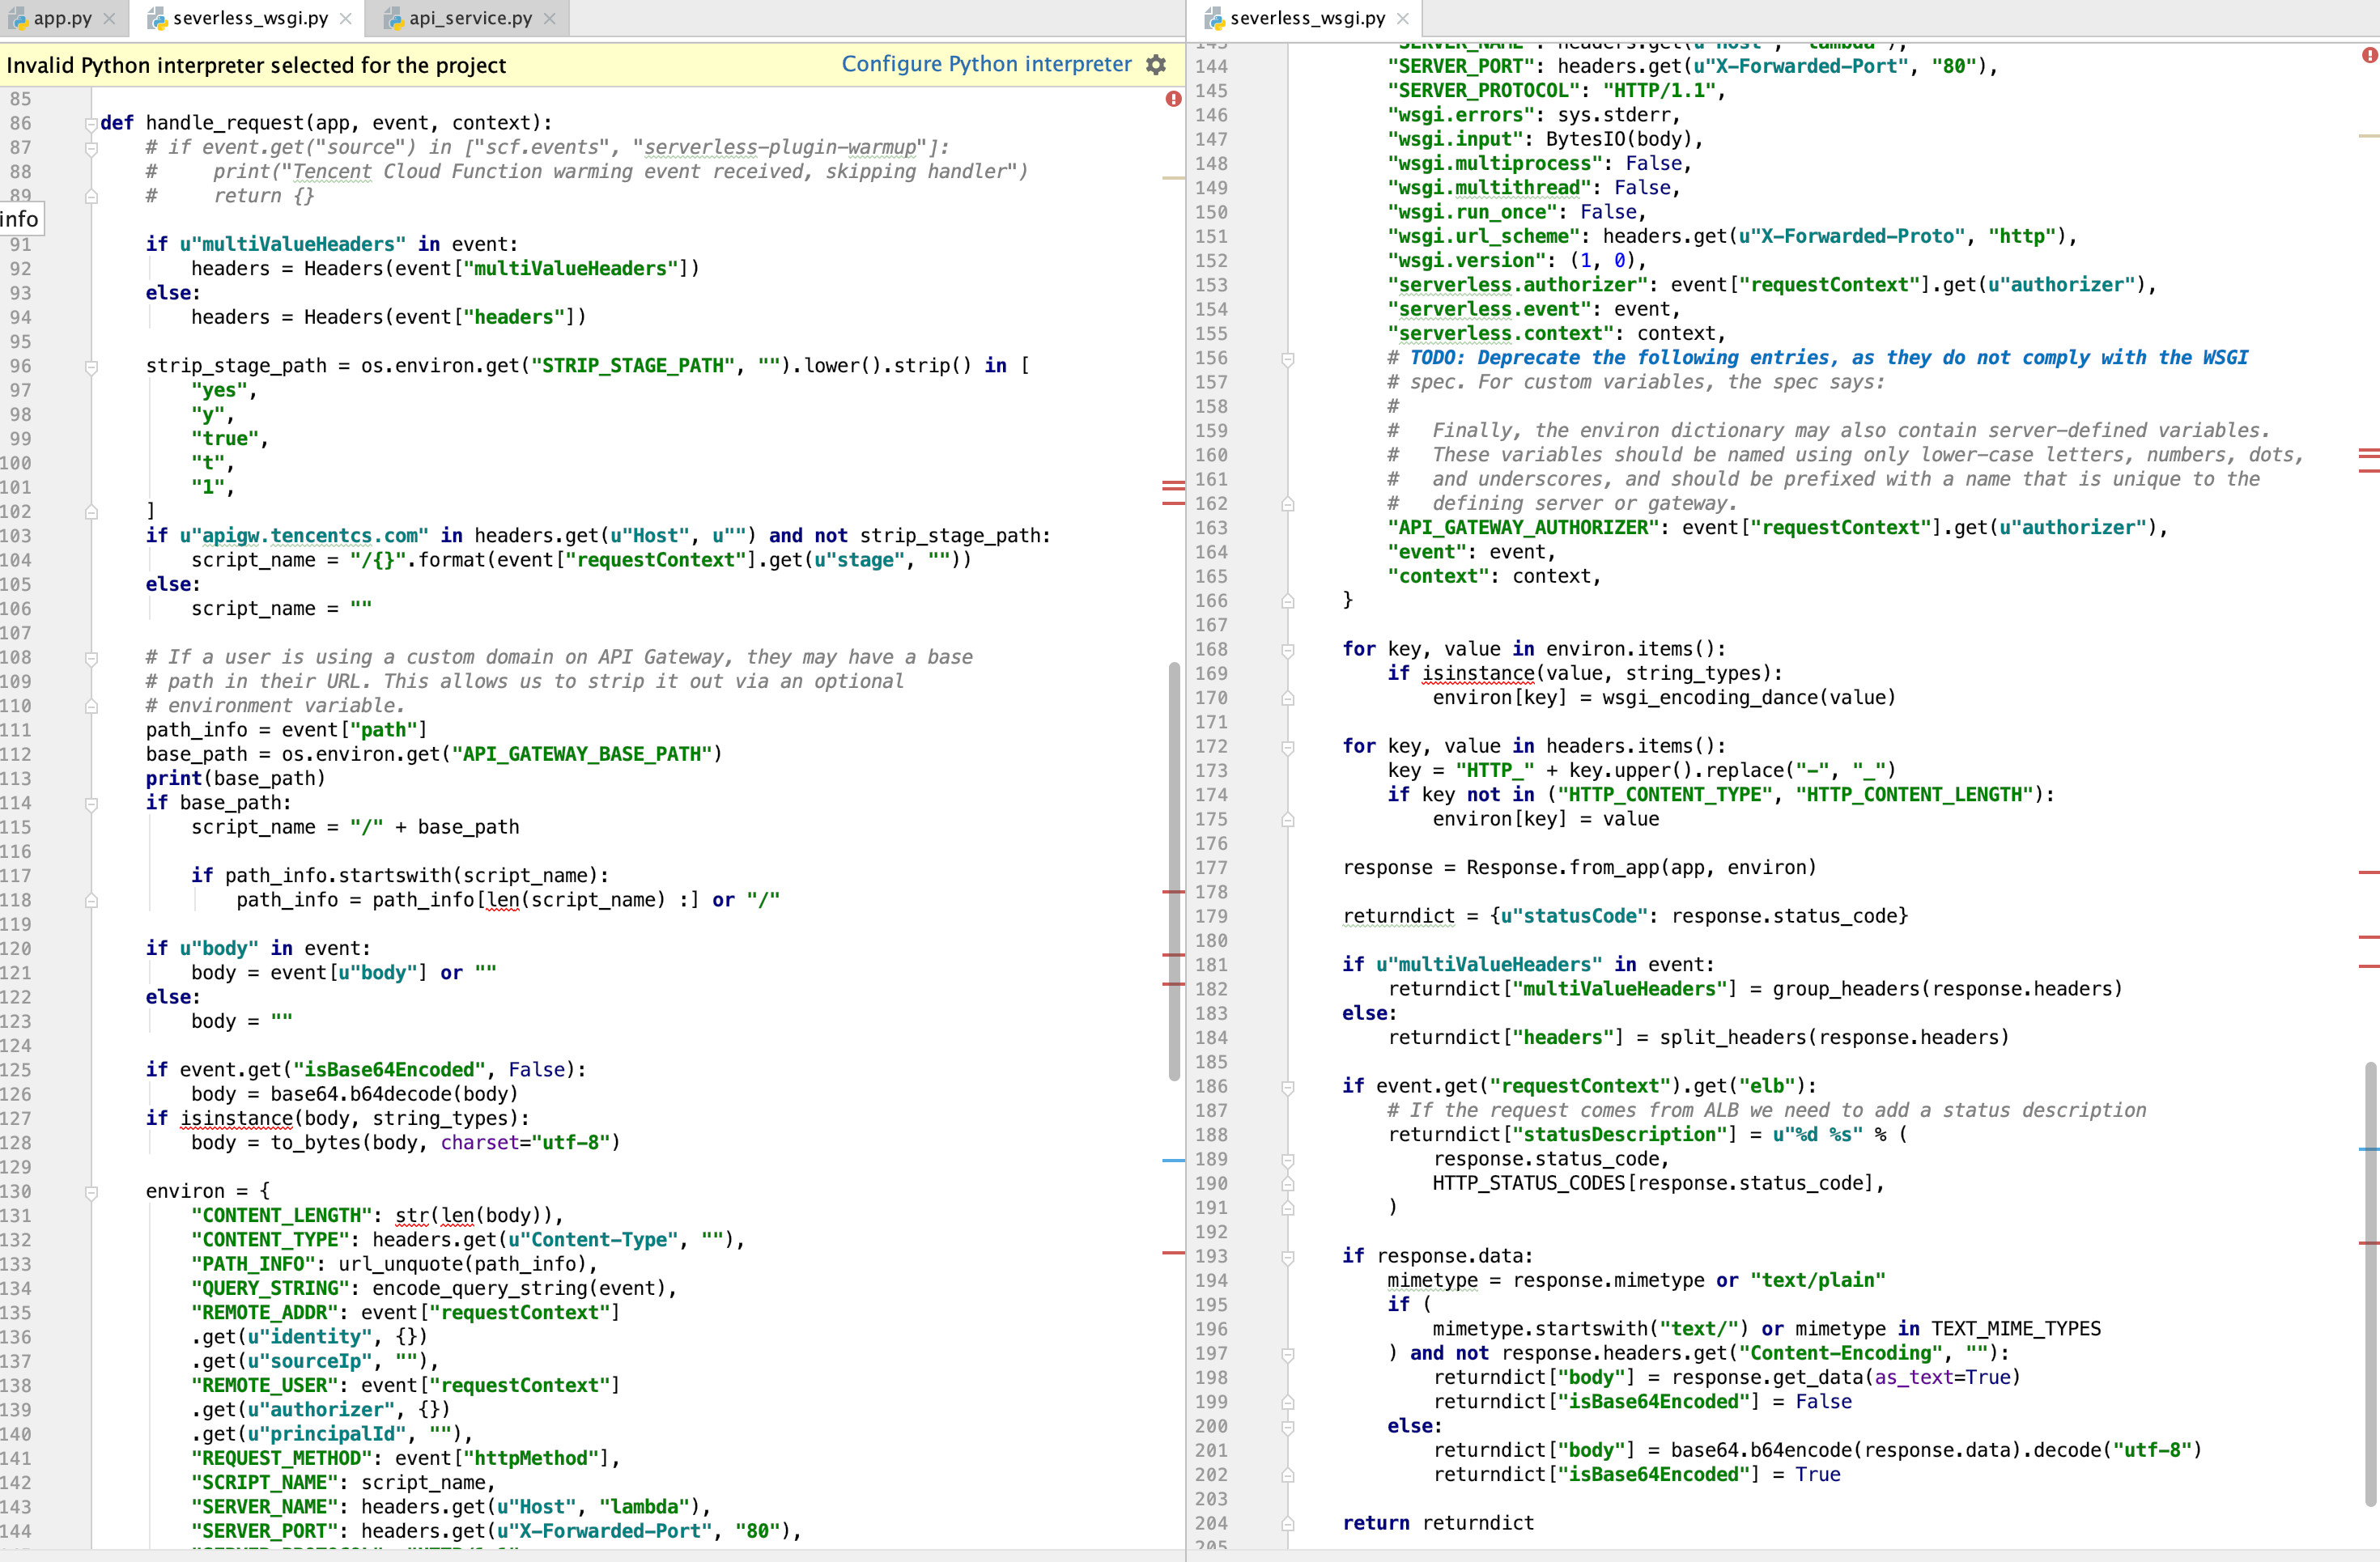 app.py
severless_wsgi.py
api_service.py
Invalid Python interpreter selected for the project
Configure Python interpreter
85
86 def handle_request(app, event, context):
87 # if event.get("source") in ["scf.events", "serverless-plugin-warmup"]:
88 #     print("Tencent Cloud Function warming event received, skipping handler")
89 #     return {}
info
91 if u"multiValueHeaders" in event:
92 headers = Headers(event["multiValueHeaders"])
93 else:
94 headers = Headers(event["headers"])
95
96 strip_stage_path = os.environ.get("STRIP_STAGE_PATH", "").lower().strip() in [
97 "yes",
98 "y",
99 "true",
100 "t",
101 "1",
102 ]
103 if u"apigw.tencentcs.com" in headers.get(u"Host", u"") and not strip_stage_path:
104 script_name = "/{}".format(event["requestContext"].get(u"stage", ""))
105 else:
106 script_name = ""
107
108 # If a user is using a custom domain on API Gateway, they may have a base
109 # path in their URL. This allows us to strip it out via an optional
110 # environment variable.
111 path_info = event["path"]
112 base_path = os.environ.get("API_GATEWAY_BASE_PATH")
113 print(base_path)
114 if base_path:
115 script_name = "/" + base_path
116
117 if path_info.startswith(script_name):
118 path_info = path_info[len(script_name) :] or "/"
119
120 if u"body" in event:
121 body = event[u"body"] or ""
122 else:
123 body = ""
124
125 if event.get("isBase64Encoded", False):
126 body = base64.b64decode(body)
127 if isinstance(body, string_types):
128 body = to_bytes(body, charset="utf-8")
129
130 environ = {
131 "CONTENT_LENGTH": str(len(body)),
132 "CONTENT_TYPE": headers.get(u"Content-Type", ""),
133 "PATH_INFO": url_unquote(path_info),
134 "QUERY_STRING": encode_query_string(event),
135 "REMOTE_ADDR": event["requestContext"]
136 .get(u"identity", {})
137 .get(u"sourceIp", ""),
138 "REMOTE_USER": event["requestContext"]
139 .get(u"authorizer", {})
140 .get(u"principalId", ""),
141 "REQUEST_METHOD": event["httpMethod"],
142 "SCRIPT_NAME": script_name,
143 "SERVER_NAME": headers.get(u"Host", "lambda"),
144 "SERVER_PORT": headers.get(u"X-Forwarded-Port", "80"),
severless_wsgi.py
143 "SERVER_NAME": headers.get(u"Host", "lambda"),
144 "SERVER_PORT": headers.get(u"X-Forwarded-Port", "80"),
145 "SERVER_PROTOCOL": "HTTP/1.1",
146 "wsgi.errors": sys.stderr,
147 "wsgi.input": BytesIO(body),
148 "wsgi.multiprocess": False,
149 "wsgi.multithread": False,
150 "wsgi.run_once": False,
151 "wsgi.url_scheme": headers.get(u"X-Forwarded-Proto", "http"),
152 "wsgi.version": (1, 0),
153 "serverless.authorizer": event["requestContext"].get(u"authorizer"),
154 "serverless.event": event,
155 "serverless.context": context,
156 # TODO: Deprecate the following entries, as they do not comply with the WSGI
157 # spec. For custom variables, the spec says:
158 #
159 #   Finally, the environ dictionary may also contain server-defined variables.
160 #   These variables should be named using only lower-case letters, numbers, dots,
161 #   and underscores, and should be prefixed with a name that is unique to the
162 #   defining server or gateway.
163 "API_GATEWAY_AUTHORIZER": event["requestContext"].get(u"authorizer"),
164 "event": event,
165 "context": context,
166 }
167
168 for key, value in environ.items():
169 if isinstance(value, string_types):
170 environ[key] = wsgi_encoding_dance(value)
171
172 for key, value in headers.items():
173 key = "HTTP_" + key.upper().replace("-", "_")
174 if key not in ("HTTP_CONTENT_TYPE", "HTTP_CONTENT_LENGTH"):
175 environ[key] = value
176
177 response = Response.from_app(app, environ)
178
179 returndict = {u"statusCode": response.status_code}
180
181 if u"multiValueHeaders" in event:
182 returndict["multiValueHeaders"] = group_headers(response.headers)
183 else:
184 returndict["headers"] = split_headers(response.headers)
185
186 if event.get("requestContext").get("elb"):
187 # If the request comes from ALB we need to add a status description
188 returndict["statusDescription"] = u"%d %s" % (
189 response.status_code,
190 HTTP_STATUS_CODES[response.status_code],
191 )
192
193 if response.data:
194 mimetype = response.mimetype or "text/plain"
195 if (
196 mimetype.startswith("text/") or mimetype in TEXT_MIME_TYPES
197 ) and not response.headers.get("Content-Encoding", ""):
198 returndict["body"] = response.get_data(as_text=True)
199 returndict["isBase64Encoded"] = False
200 else:
201 returndict["body"] = base64.b64encode(response.data).decode("utf-8")
202 returndict["isBase64Encoded"] = True
203
204 return returndict
205